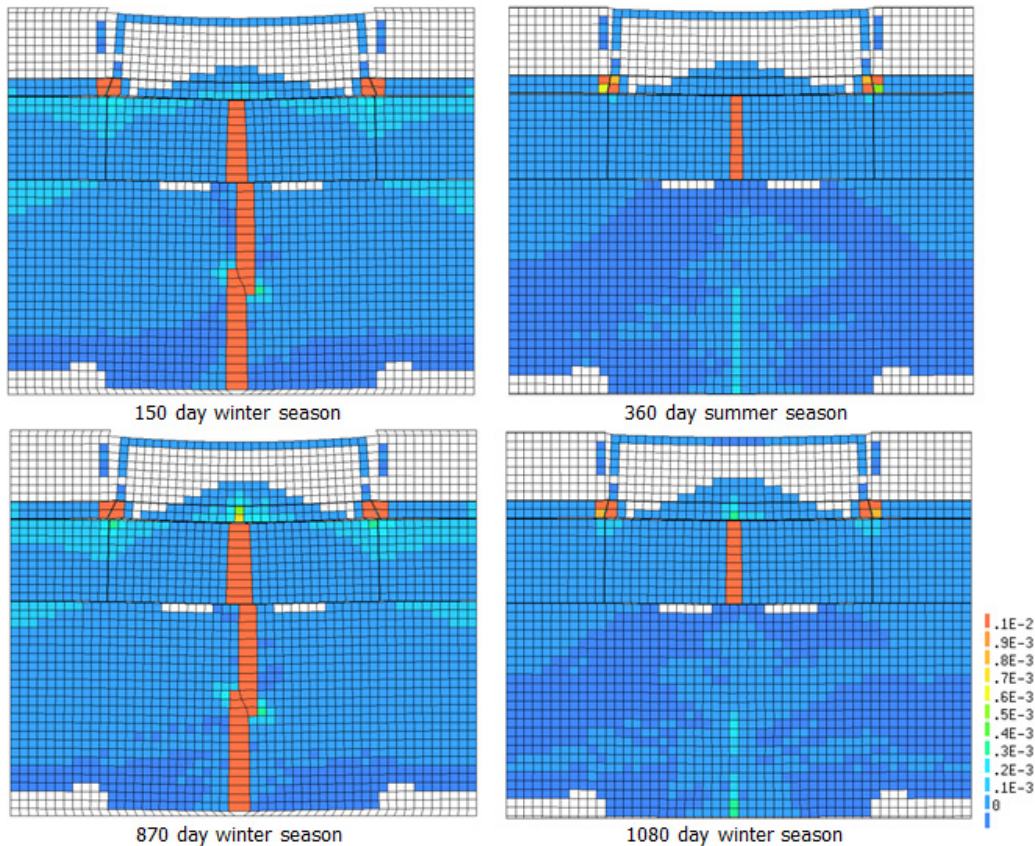 150 day winter season
360 day summer season
870 day winter season
1080 day winter season
.1E-2
.9E-3
.8E-3
.7E-3
.6E-3
.5E-3
.4E-3
.3E-3
.2E-3
.1E-3
0